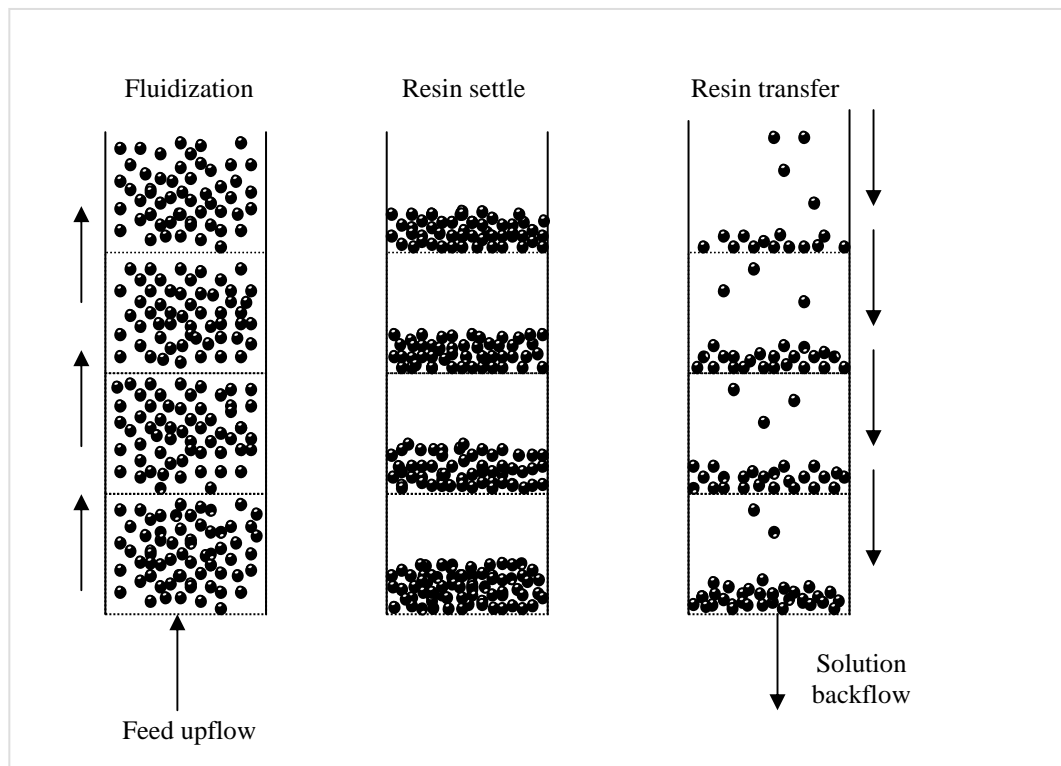 Fluidization
Resin settle
Resin transfer
Solution
backflow
Feed upflow